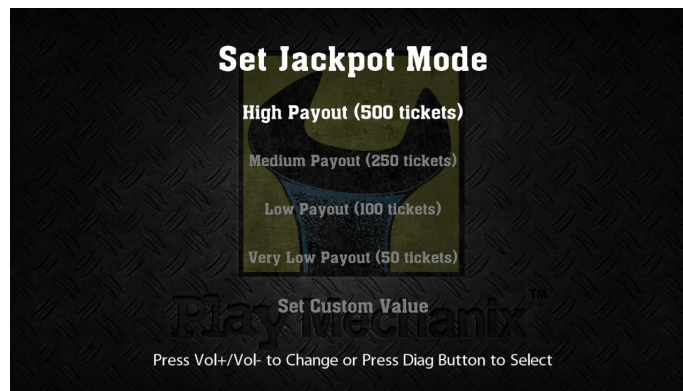 Set Jackpot Mode
High Payout (500 tickets)
Medium Payout (250 tickets)
Low Payout (100 tickets)
Very Low Payout (50 tickets)
Set Custom Value
Play Mechanix™
Press Vol+/Vol- to Change or Press Diag Button to Select